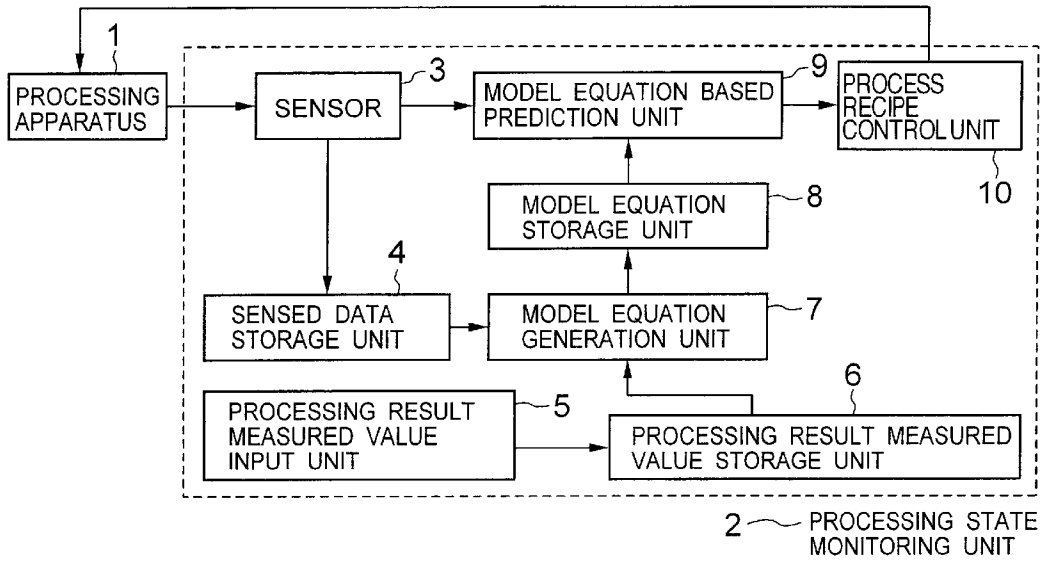 1
PROCESSING
APPARATUS
3
SENSOR
9
MODEL EQUATION BASED
PREDICTION UNIT
PROCESS
RECIPE
CONTROL UNIT
10
MODEL EQUATION
STORAGE UNIT
8
4
SENSED DATA
STORAGE UNIT
MODEL EQUATION
GENERATION UNIT
7
PROCESSING RESULT
MEASURED VALUE
INPUT UNIT
5
6
PROCESSING RESULT MEASURED
VALUE STORAGE UNIT
2
PROCESSING STATE
MONITORING UNIT